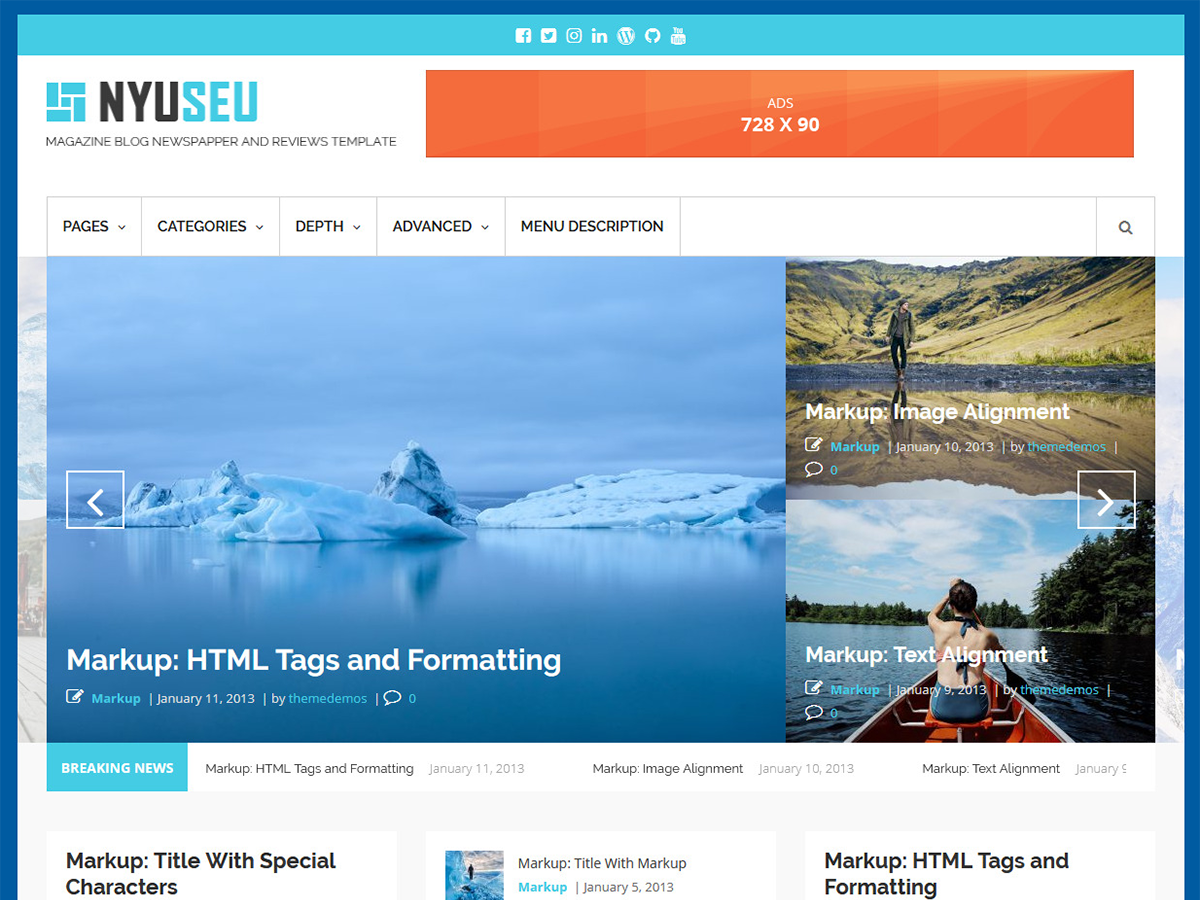 NYUSEU
MAGAZINE BLOG NEWSPAPPER AND REVIEWS TEMPLATE
ADS
728 X 90
PAGES
CATEGORIES
DEPTH
ADVANCED
MENU DESCRIPTION
Markup: HTML Tags and Formatting
Markup | January 11, 2013 | by themedemos | 0
Markup: Image Alignment
Markup | January 10, 2013 | by themedemos |
0
Markup: Text Alignment
Markup | January 9, 2013 | by themedemos |
0
BREAKING NEWS
Markup: HTML Tags and Formatting January 11, 2013
Markup: Image Alignment January 10, 2013
Markup: Text Alignment January 9
Markup: Title With Special
Characters
Markup: Title With Markup
Markup | January 5, 2013
Markup: HTML Tags and
Formatting